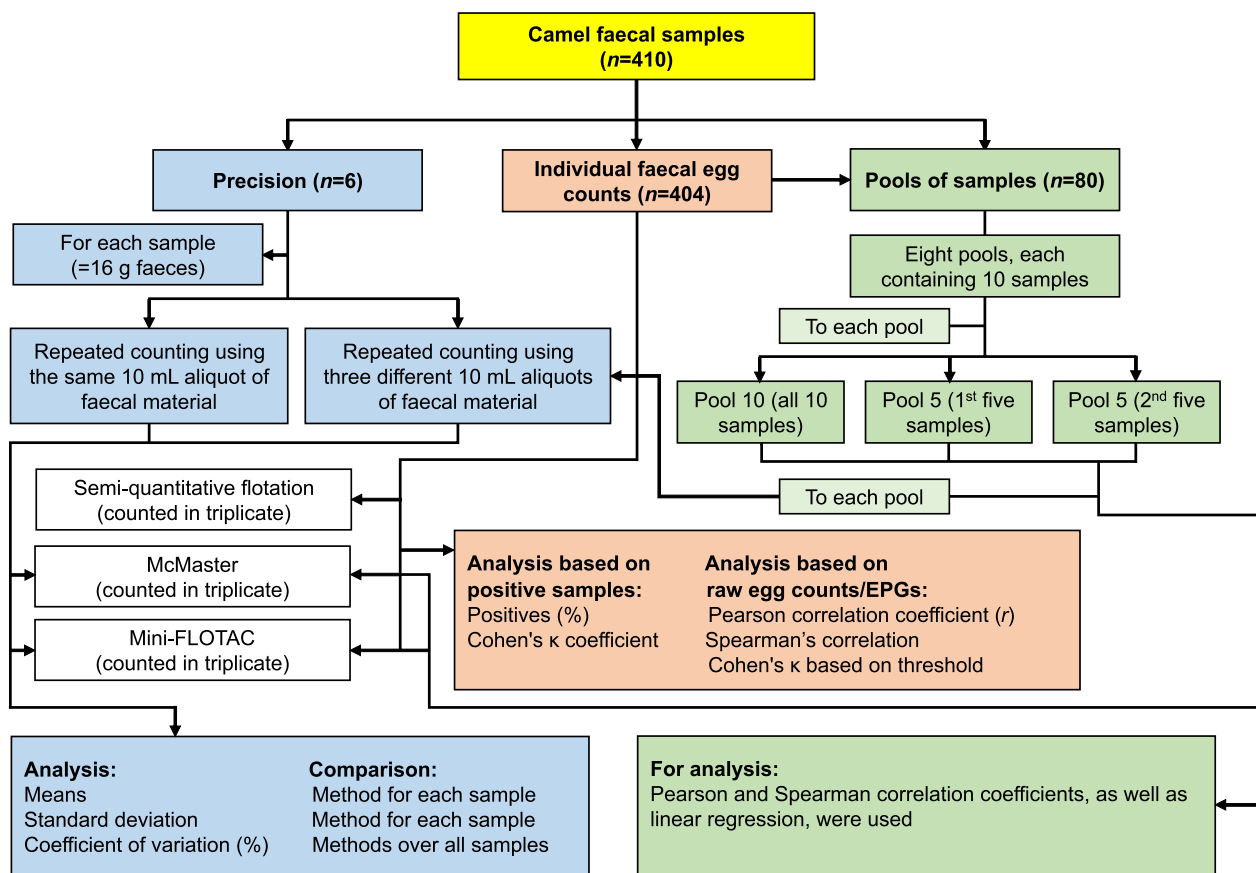 Camel faecal samples
(n=410)
Precision (n=6)
Individual faecal egg
counts (n=404)
Pools of samples (n=80)
For each sample
(=16 g faeces)
Eight pools, each
containing 10 samples
To each pool
Repeated counting using
the same 10 mL aliquot of
faecal material
Repeated counting using
three different 10 mL aliquots
of faecal material
Pool 10 (all 10
samples)
Pool 5 (1st five
samples)
Pool 5 (2nd five
samples)
Semi-quantitative flotation
(counted in triplicate)
To each pool
McMaster
(counted in triplicate)
Mini-FLOTAC
(counted in triplicate)
Analysis based on
positive samples:
Positives (%)
Cohen's κ coefficient
Analysis based on
raw egg counts/EPGs:
Pearson correlation coefficient (r)
Spearman’s correlation
Cohen's κ based on threshold
Analysis:
Means
Standard deviation
Coefficient of variation (%)
Comparison:
Method for each sample
Method for each sample
Methods over all samples
For analysis:
Pearson and Spearman correlation coefficients, as well as
linear regression, were used